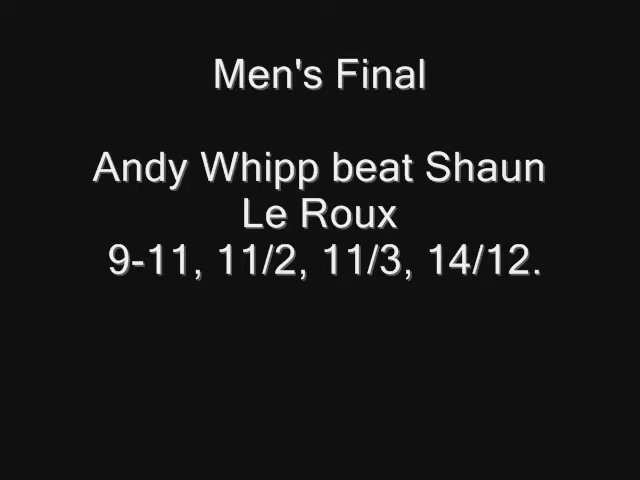 Men's Final
Andy Whipp beat Shaun
Le Roux
9-11, 11/2, 11/3, 14/12.